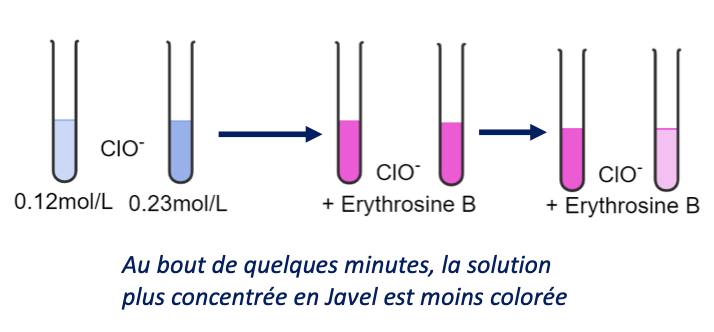 ClO⁻
0.12mol/L 0.23mol/L
ClO⁻
+ Erythrosine B
ClO⁻
+ Erythrosine B
Au bout de quelques minutes, la solution
plus concentrée en Javel est moins colorée